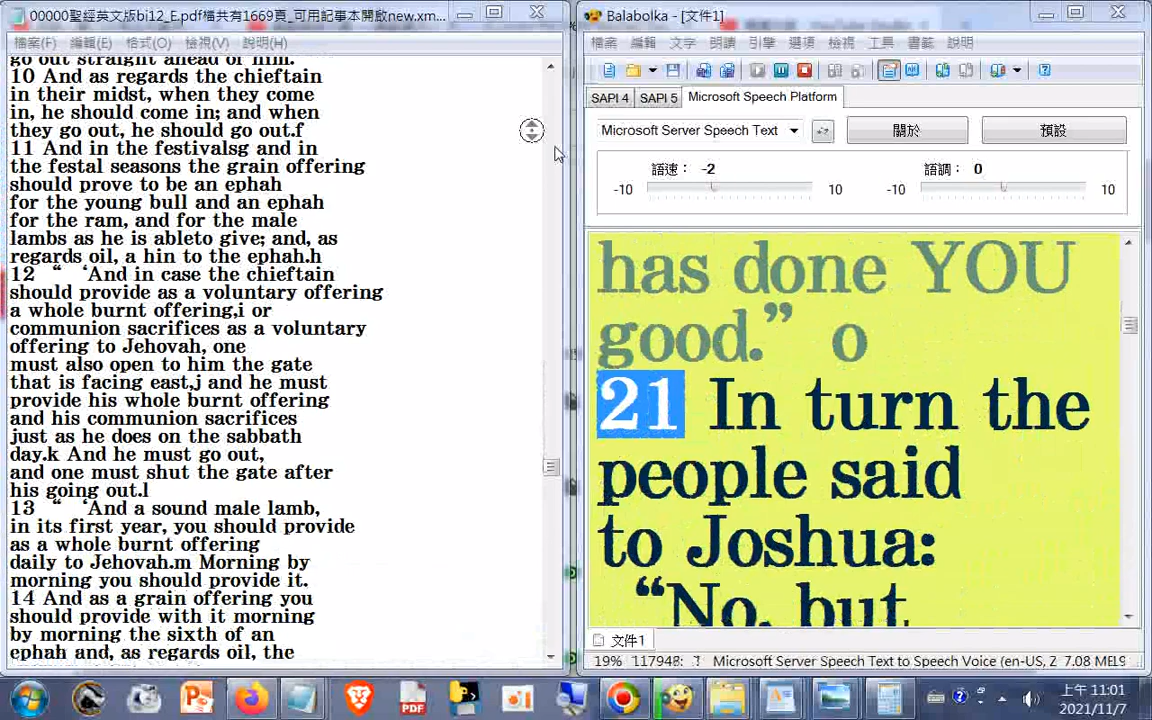 00000聖經英文版bi12_E.pdf檔共有1669頁_可用記事本開啟new.xm...
檔案(F) 編輯(E) 格式(O) 檢視(V) 說明(H)
go out straight ahead of him.
10 And as regards the chieftain
in their midst, when they come
in, he should come in; and when
they go out, he should go out.f
11 And in the festivalsg and in
the festal seasons the grain offering
should prove to be an ephah
for the young bull and an ephah
for the ram, and for the male
lambs as he is ableto give; and, as
regards oil, a hin to the ephah.h
12 “ ‘And in case the chieftain
should provide as a voluntary offering
a whole burnt offering,i or
communion sacrifices as a voluntary
offering to Jehovah, one
must also open to him the gate
that is facing east,j and he must
provide his whole burnt offering
and his communion sacrifices
just as he does on the sabbath
day.k And he must go out,
and one must shut the gate after
his going out.l
13 “ ‘And a sound male lamb,
in its first year, you should provide
as a whole burnt offering
daily to Jehovah.m Morning by
morning you should provide it.
14 And as a grain offering you
should provide with it morning
by morning the sixth of an
ephah and, as regards oil, the
Balabolka - [文件1]
檔案 編輯 文字 朗讀 引擎 選項 檢視 工具 書籤 說明
SAPI 4 SAPI 5 Microsoft Speech Platform
Microsoft Server Speech Text 關於 預設
語速: -2 語調: 0
-10 10 -10 10
has done YOU
good.” o
21 In turn the
people said
to Joshua:
“No, but
文件1
19% 117948: Microsoft Server Speech Text to Speech Voice (en-US, Z 7.08 ME
PDF
上午 11:01
2021/11/7